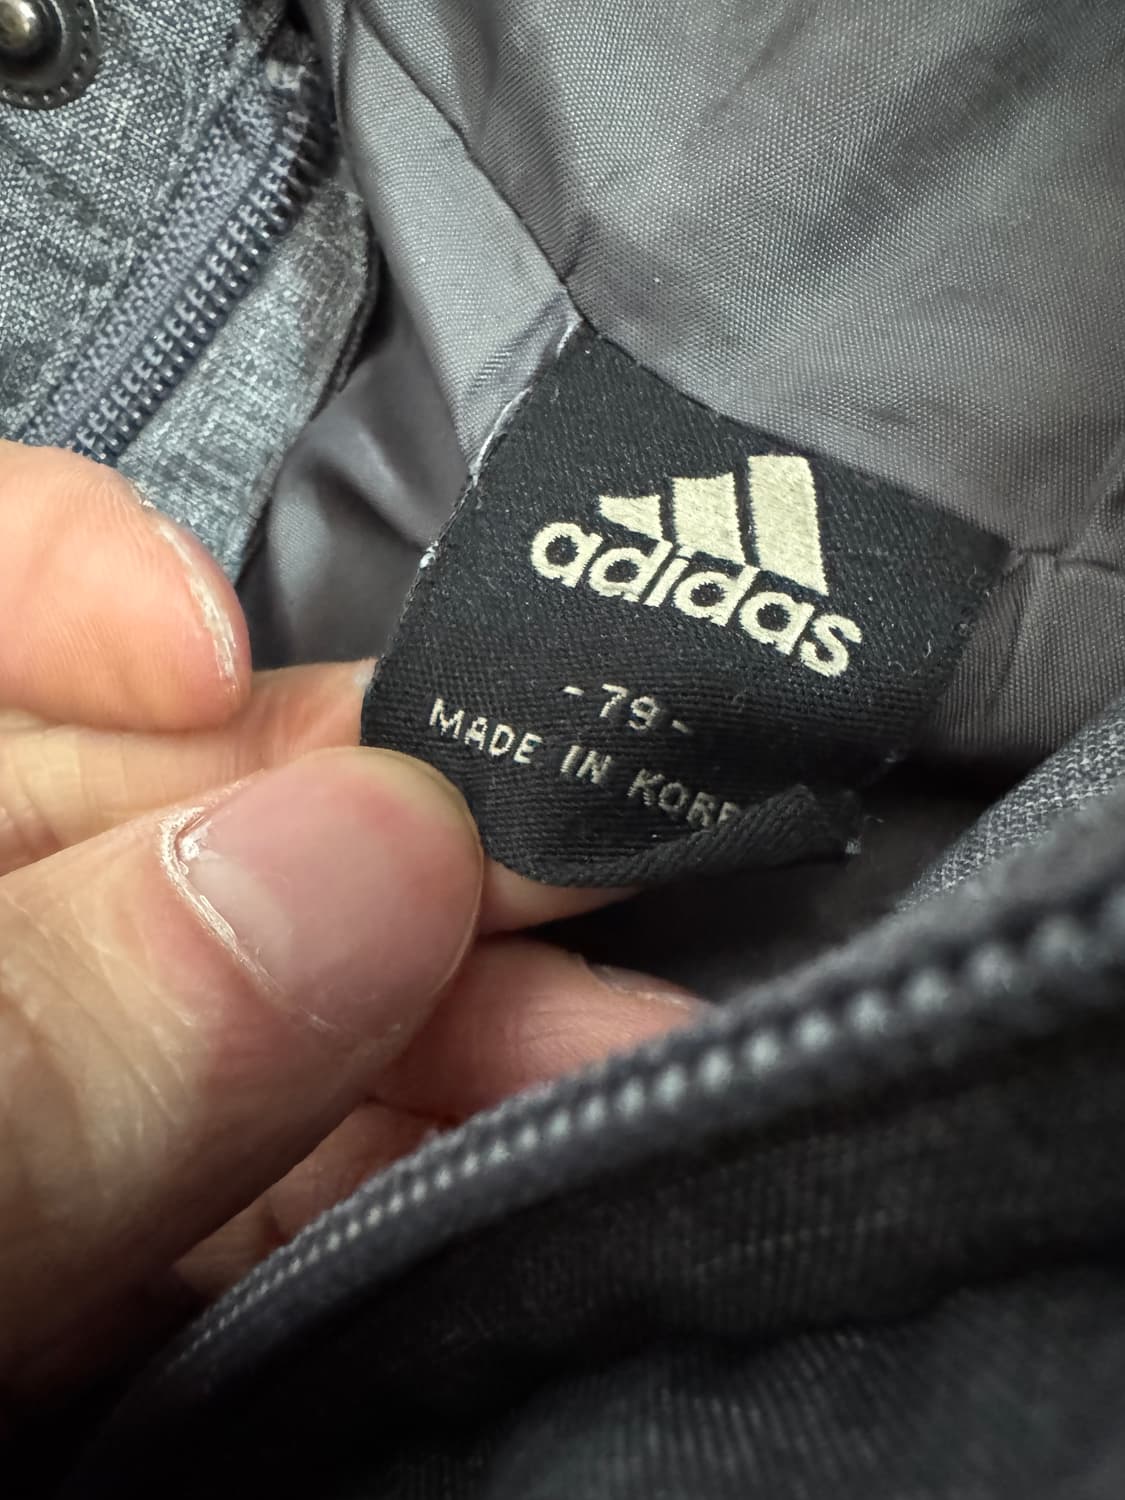 adidas
- 79 -
MADE IN KORE